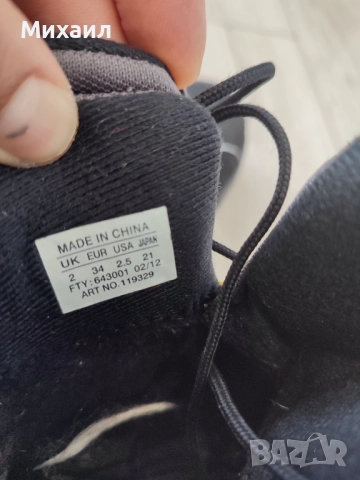 Михаил
MADE IN CHINA
UK EUR USA JAPAN
2 34 2.5 21
FTY: 643001 02/12
ART NO. 119329
BAZAR